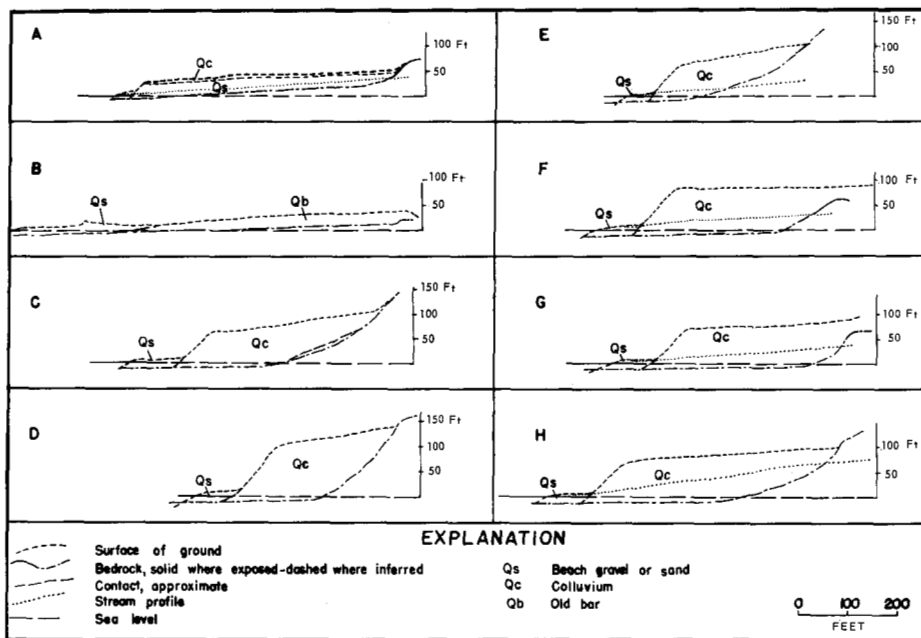 A
Qc
Qs
100 Ft
50
B
Qs
Qb
100 Ft
50
C
Qs
Qc
150 Ft
100
50
D
Qs
Qc
150 Ft
100
50
E
Qs
Qc
150 Ft
100
50
F
Qs
Qc
100 Ft
50
G
Qs
Qc
100 Ft
50
H
Qs
Qc
100 Ft
50
EXPLANATION
Surface of ground
Bedrock, solid where exposed-dashed where inferred
Contact, approximate
Stream profile
Sea level
Qs Beach gravel or sand
Qc Colluvium
Qb Old bar
0 100 200
FEET